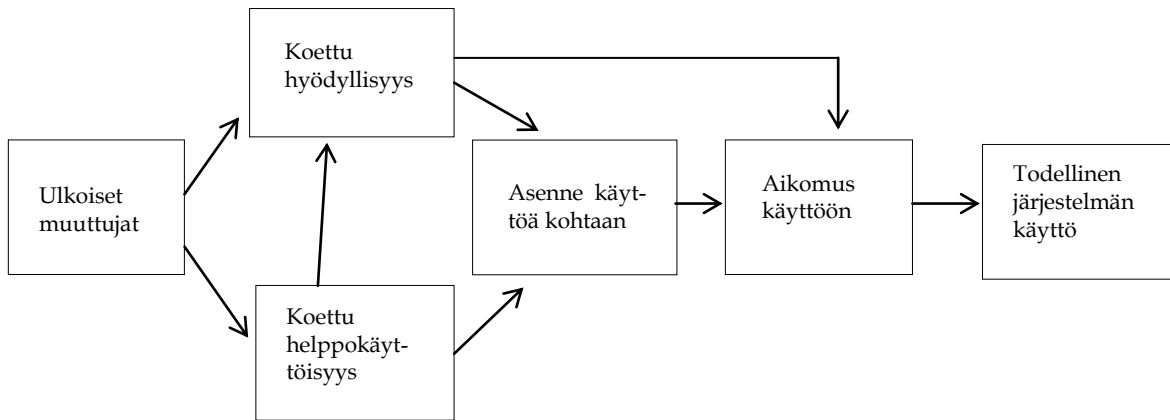 Koettu
hyödyllisyys
Ulkoiset
muuttujat
Koettu
helppokäyt-
töisyys
Asenne käyt-
töä kohtaan
Aikomus
käyttöön
Todellinen
järjestelmän
käyttö